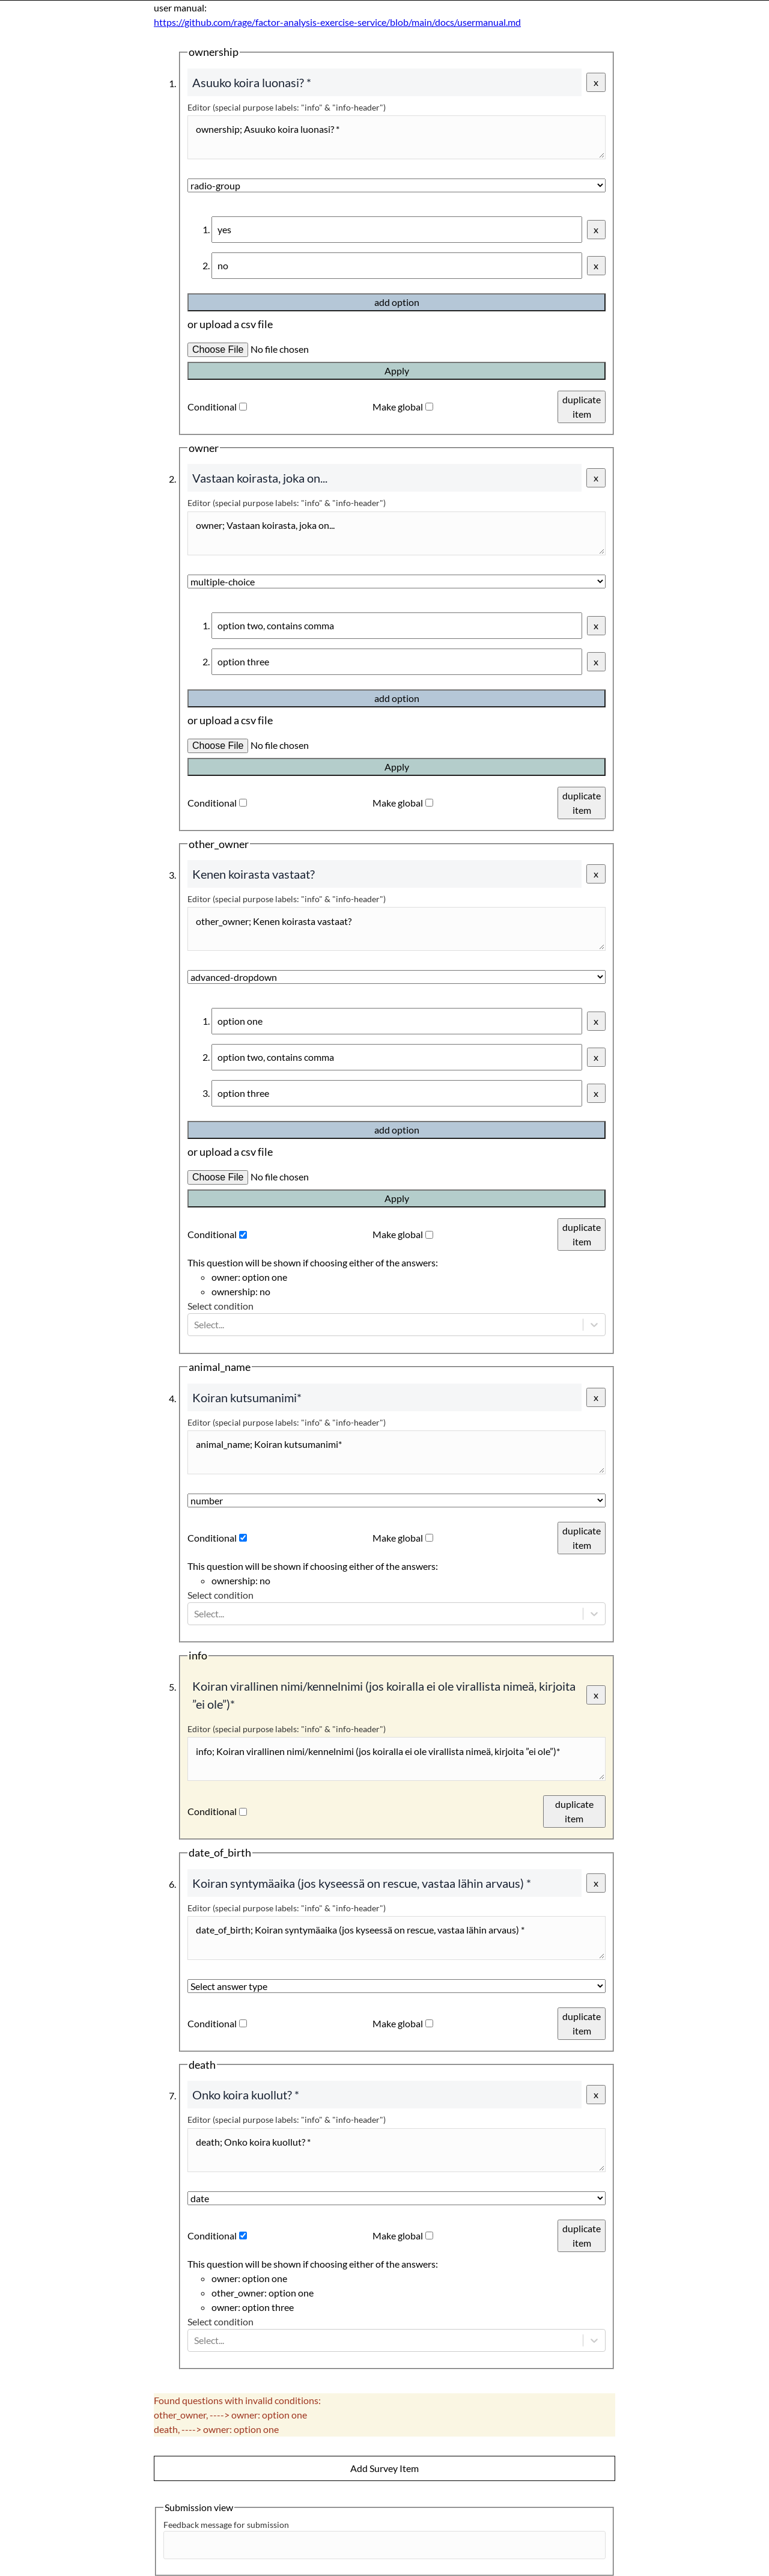 user manual:
https://github.com/rage/factor-analysis-exercise-service/blob/main/docs/usermanual.md
ownership
1.
Asuuko koira luonasi? *
x
Editor (special purpose labels: "info" & "info-header")
ownership; Asuuko koira luonasi? *
radio-group
1. yes
x
2. no
x
add option
or upload a csv file
Choose File No file chosen
Apply
Conditional
Make global
duplicate
item
owner
2.
Vastaan koirasta, joka on...
x
Editor (special purpose labels: "info" & "info-header")
owner; Vastaan koirasta, joka on...
multiple-choice
1. option two, contains comma
x
2. option three
x
add option
or upload a csv file
Choose File No file chosen
Apply
Conditional
Make global
duplicate
item
other_owner
3.
Kenen koirasta vastaat?
x
Editor (special purpose labels: "info" & "info-header")
other_owner; Kenen koirasta vastaat?
advanced-dropdown
1. option one
x
2. option two, contains comma
x
3. option three
x
add option
or upload a csv file
Choose File No file chosen
Apply
Conditional
Make global
duplicate
item
This question will be shown if choosing either of the answers:
owner: option one
ownership: no
Select condition
Select...
animal_name
4.
Koiran kutsumanimi*
x
Editor (special purpose labels: "info" & "info-header")
animal_name; Koiran kutsumanimi*
number
Conditional
Make global
duplicate
item
This question will be shown if choosing either of the answers:
ownership: no
Select condition
Select...
info
5.
Koiran virallinen nimi/kennelnimi (jos koiralla ei ole virallista nimeä, kirjoita
”ei ole”)*
x
Editor (special purpose labels: "info" & "info-header")
info; Koiran virallinen nimi/kennelnimi (jos koiralla ei ole virallista nimeä, kirjoita ”ei ole”)*
Conditional
duplicate
item
date_of_birth
6.
Koiran syntymäaika (jos kyseessä on rescue, vastaa lähin arvaus) *
x
Editor (special purpose labels: "info" & "info-header")
date_of_birth; Koiran syntymäaika (jos kyseessä on rescue, vastaa lähin arvaus) *
Select answer type
Conditional
Make global
duplicate
item
death
7.
Onko koira kuollut? *
x
Editor (special purpose labels: "info" & "info-header")
death; Onko koira kuollut? *
date
Conditional
Make global
duplicate
item
This question will be shown if choosing either of the answers:
owner: option one
other_owner: option one
owner: option three
Select condition
Select...
Found questions with invalid conditions:
other_owner, ----> owner: option one
death, ----> owner: option one
Add Survey Item
Submission view
Feedback message for submission